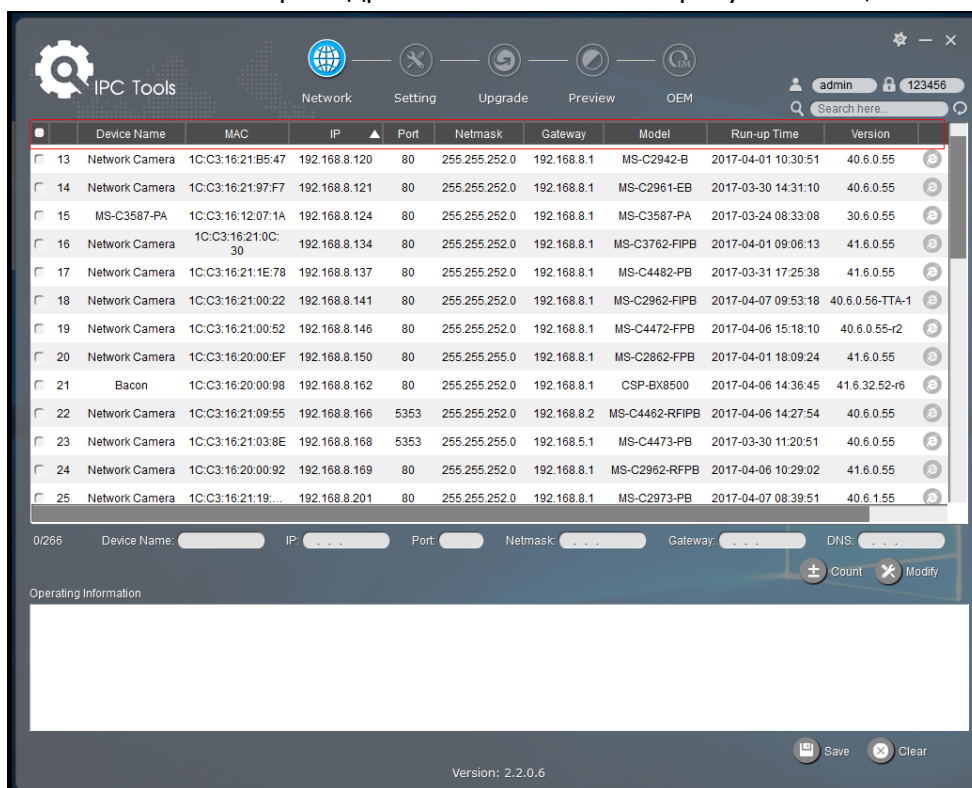 IPC Tools
Network Setting Upgrade Preview OEM
admin 123456
Search here...
Device Name MAC IP Port Netmask Gateway Model Run-up Time Version
13 Network Camera 1C:C3:16:21:B5:47 192.168.8.120 80 255.255.252.0 192.168.8.1 MS-C2942-B 2017-04-01 10:30:51 40.6.0.55
14 Network Camera 1C:C3:16:21:97:F7 192.168.8.121 80 255.255.252.0 192.168.8.1 MS-C2961-EB 2017-03-30 14:31:10 40.6.0.55
15 MS-C3587-PA 1C:C3:16:12:07:1A 192.168.8.124 80 255.255.252.0 192.168.8.1 MS-C3587-PA 2017-03-24 08:33:08 30.6.0.55
16 Network Camera 1C:C3:16:21:0C:30 192.168.8.134 80 255.255.252.0 192.168.8.1 MS-C3762-FIPB 2017-04-01 09:06:13 41.6.0.55
17 Network Camera 1C:C3:16:21:1E:78 192.168.8.137 80 255.255.252.0 192.168.8.1 MS-C4482-PB 2017-03-31 17:25:38 41.6.0.55
18 Network Camera 1C:C3:16:21:00:22 192.168.8.141 80 255.255.252.0 192.168.8.1 MS-C2962-FIPB 2017-04-07 09:53:18 40.6.0.56-TTA-1
19 Network Camera 1C:C3:16:21:00:52 192.168.8.146 80 255.255.252.0 192.168.8.1 MS-C4472-FPB 2017-04-06 15:18:10 40.6.0.55-r2
20 Network Camera 1C:C3:16:20:00:EF 192.168.8.150 80 255.255.255.0 192.168.8.1 MS-C2862-FPB 2017-04-01 18:09:24 41.6.0.55
21 Bacon 1C:C3:16:20:00:98 192.168.8.162 80 255.255.252.0 192.168.8.1 CSP-BX8500 2017-04-06 14:36:45 41.6.32.52-r6
22 Network Camera 1C:C3:16:21:09:55 192.168.8.166 5353 255.255.252.0 192.168.8.2 MS-C4462-RFIPB 2017-04-06 14:27:54 40.6.0.55
23 Network Camera 1C:C3:16:21:03:8E 192.168.8.168 5353 255.255.255.0 192.168.5.1 MS-C4473-PB 2017-03-30 11:20:51 40.6.0.55
24 Network Camera 1C:C3:16:20:00:92 192.168.8.169 80 255.255.252.0 192.168.8.1 MS-C2962-RFPB 2017-04-06 10:29:02 41.6.0.55
25 Network Camera 1C:C3:16:21:19:... 192.168.8.201 80 255.255.252.0 192.168.8.1 MS-C2973-PB 2017-04-07 08:39:51 40.6.1.55
0/266 Device Name: IP: . . . Port: Netmask: . . . Gateway: . . . DNS: . . .
Count Modify
Operating Information
Save Clear
Version: 2.2.0.6